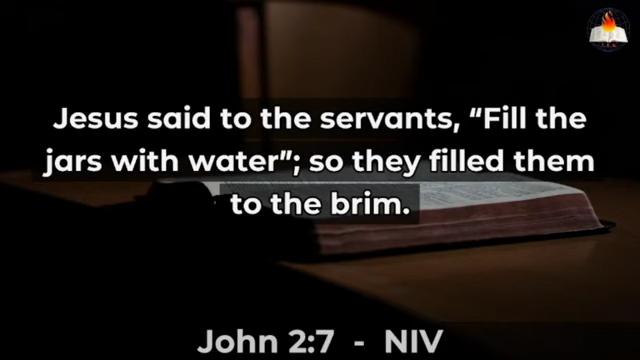 Jesus said to the servants, “Fill the
jars with water”; so they filled them
to the brim.
John 2:7 - NIV